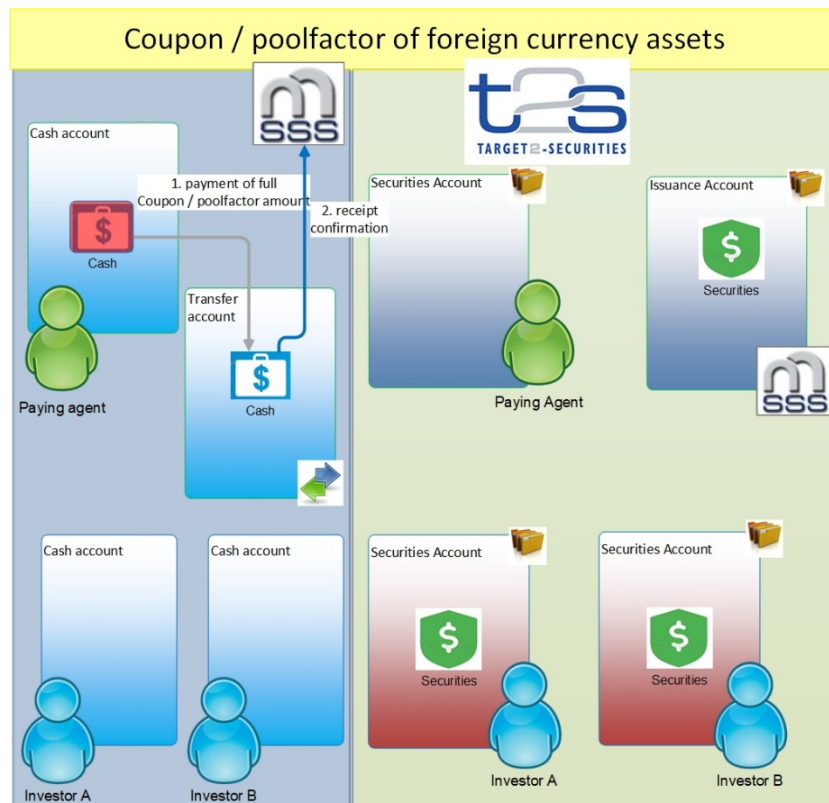 Coupon / poolfactor of foreign currency assets
sss
t2s
TARGET2-SECURITIES
Cash account
1. payment of full
Coupon / poolfactor amount
2. receipt
confirmation
$
Cash
Paying agent
Transfer
account
$
Cash
Securities Account
Paying Agent
Issuance Account
$
Securities
sss
Cash account
Investor A
Cash account
Investor B
Securities Account
$
Securities
Investor A
Securities Account
$
Securities
Investor B